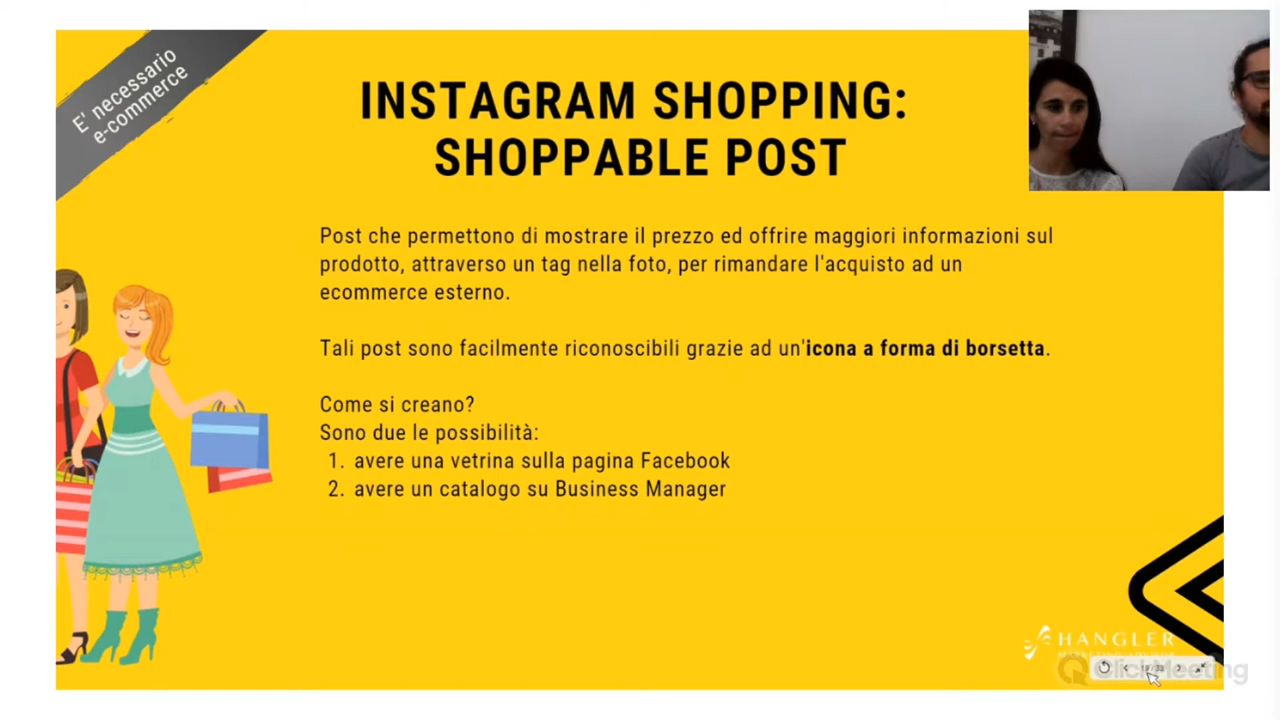 E' necessario
e-commerce
INSTAGRAM SHOPPING:
SHOPPABLE POST
Post che permettono di mostrare il prezzo ed offrire maggiori informazioni sul
prodotto, attraverso un tag nella foto, per rimandare l'acquisto ad un
ecommerce esterno.
Tali post sono facilmente riconoscibili grazie ad un'icona a forma di borsetta.
Come si creano?
Sono due le possibilità:
1. avere una vetrina sulla pagina Facebook
2. avere un catalogo su Business Manager
HANGLER
ClickMeeting